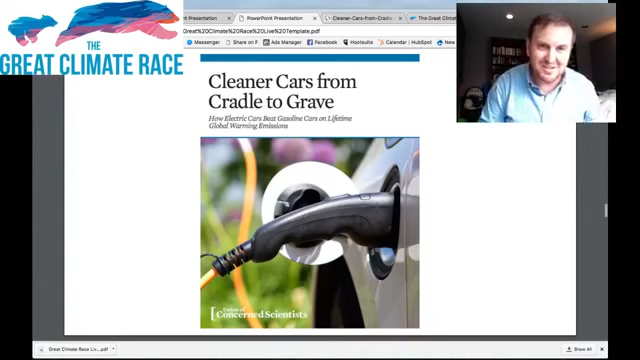 THE
GREAT CLIMATE RACE
PowerPoint Presentation
Cleaner-Cars-from-Cradle-to
The Great Climate
Great%20Climate%20Race%20Live%20Template.pdf
Messenger
Share on F
Ads Manager
Facebook
Hootsuite
Calendar / HubSpot
New
Cleaner Cars from
Cradle to Grave
How Electric Cars Beat Gasoline Cars on Lifetime
Global Warming Emissions
Union of
Concerned Scientists
Great Climate Race Liv....pdf
Show All